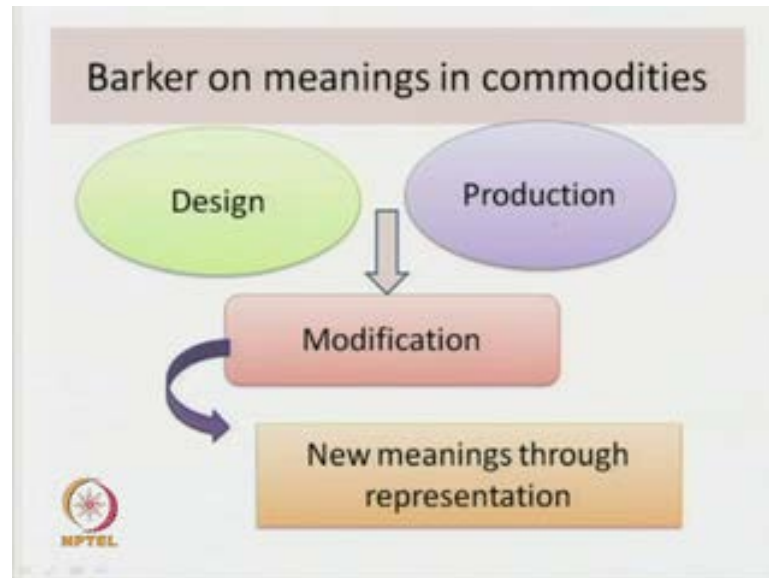 Barker on meanings in commodities
Design
Production
Modification
New meanings through
representation
NPTEL